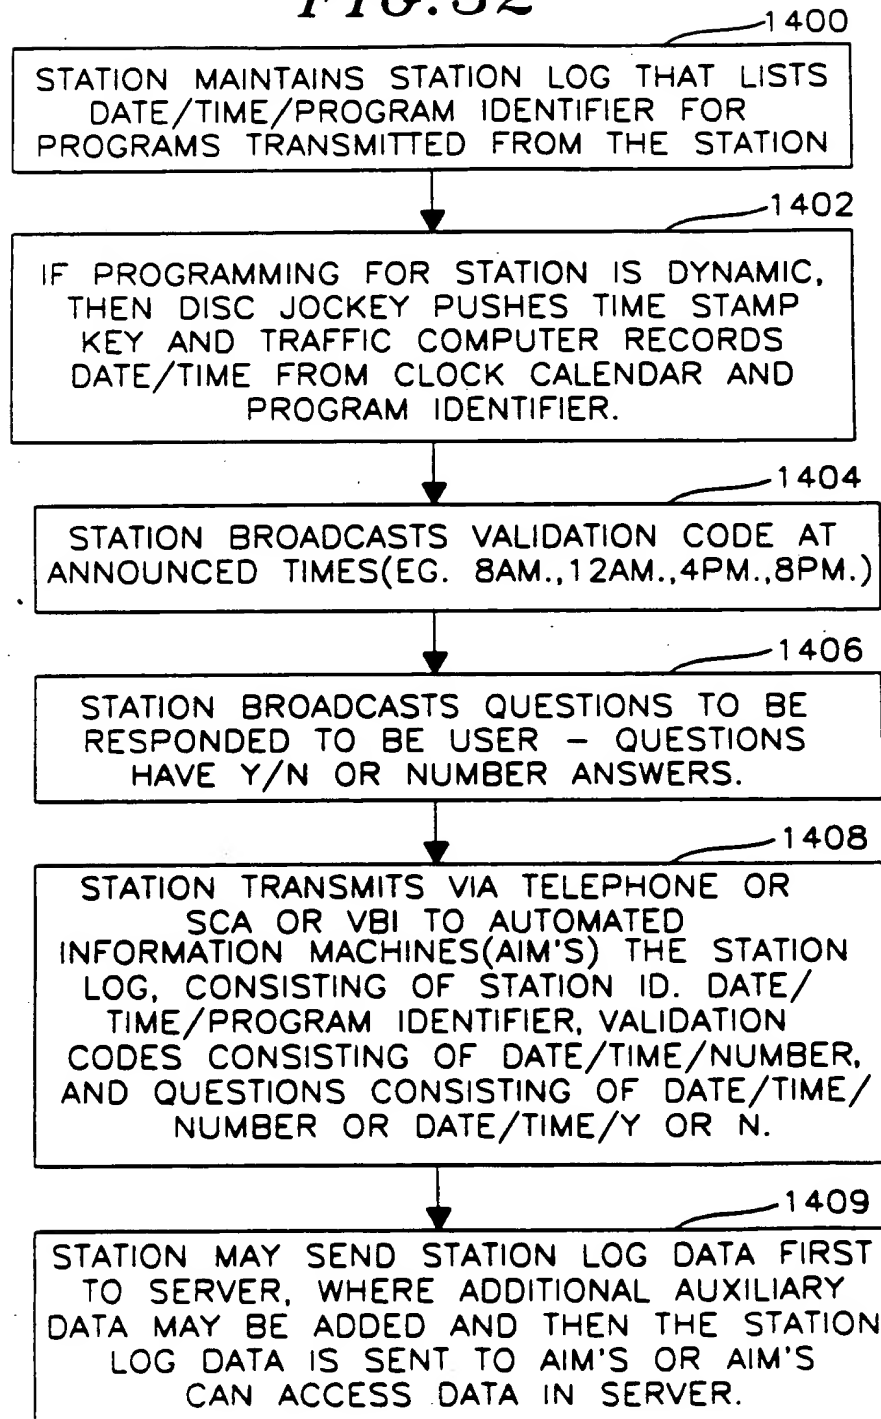 FIG. 32
1400
STATION MAINTAINS STATION LOG THAT LISTS
DATE/TIME/PROGRAM IDENTIFIER FOR
PROGRAMS TRANSMITTED FROM THE STATION
1402
IF PROGRAMMING FOR STATION IS DYNAMIC,
THEN DISC JOCKEY PUSHES TIME STAMP
KEY AND TRAFFIC COMPUTER RECORDS
DATE/TIME FROM CLOCK CALENDAR AND
PROGRAM IDENTIFIER.
1404
STATION BROADCASTS VALIDATION CODE AT
ANNOUNCED TIMES(EG. 8AM.,12AM.,4PM.,8PM.)
1406
STATION BROADCASTS QUESTIONS TO BE
RESPONDED TO BE USER – QUESTIONS
HAVE Y/N OR NUMBER ANSWERS.
1408
STATION TRANSMITS VIA TELEPHONE OR
SCA OR VBI TO AUTOMATED
INFORMATION MACHINES(AIM'S) THE STATION
LOG, CONSISTING OF STATION ID. DATE/
TIME/PROGRAM IDENTIFIER, VALIDATION
CODES CONSISTING OF DATE/TIME/NUMBER,
AND QUESTIONS CONSISTING OF DATE/TIME/
NUMBER OR DATE/TIME/Y OR N.
1409
STATION MAY SEND STATION LOG DATA FIRST
TO SERVER, WHERE ADDITIONAL AUXILIARY
DATA MAY BE ADDED AND THEN THE STATION
LOG DATA IS SENT TO AIM'S OR AIM'S
CAN ACCESS DATA IN SERVER.